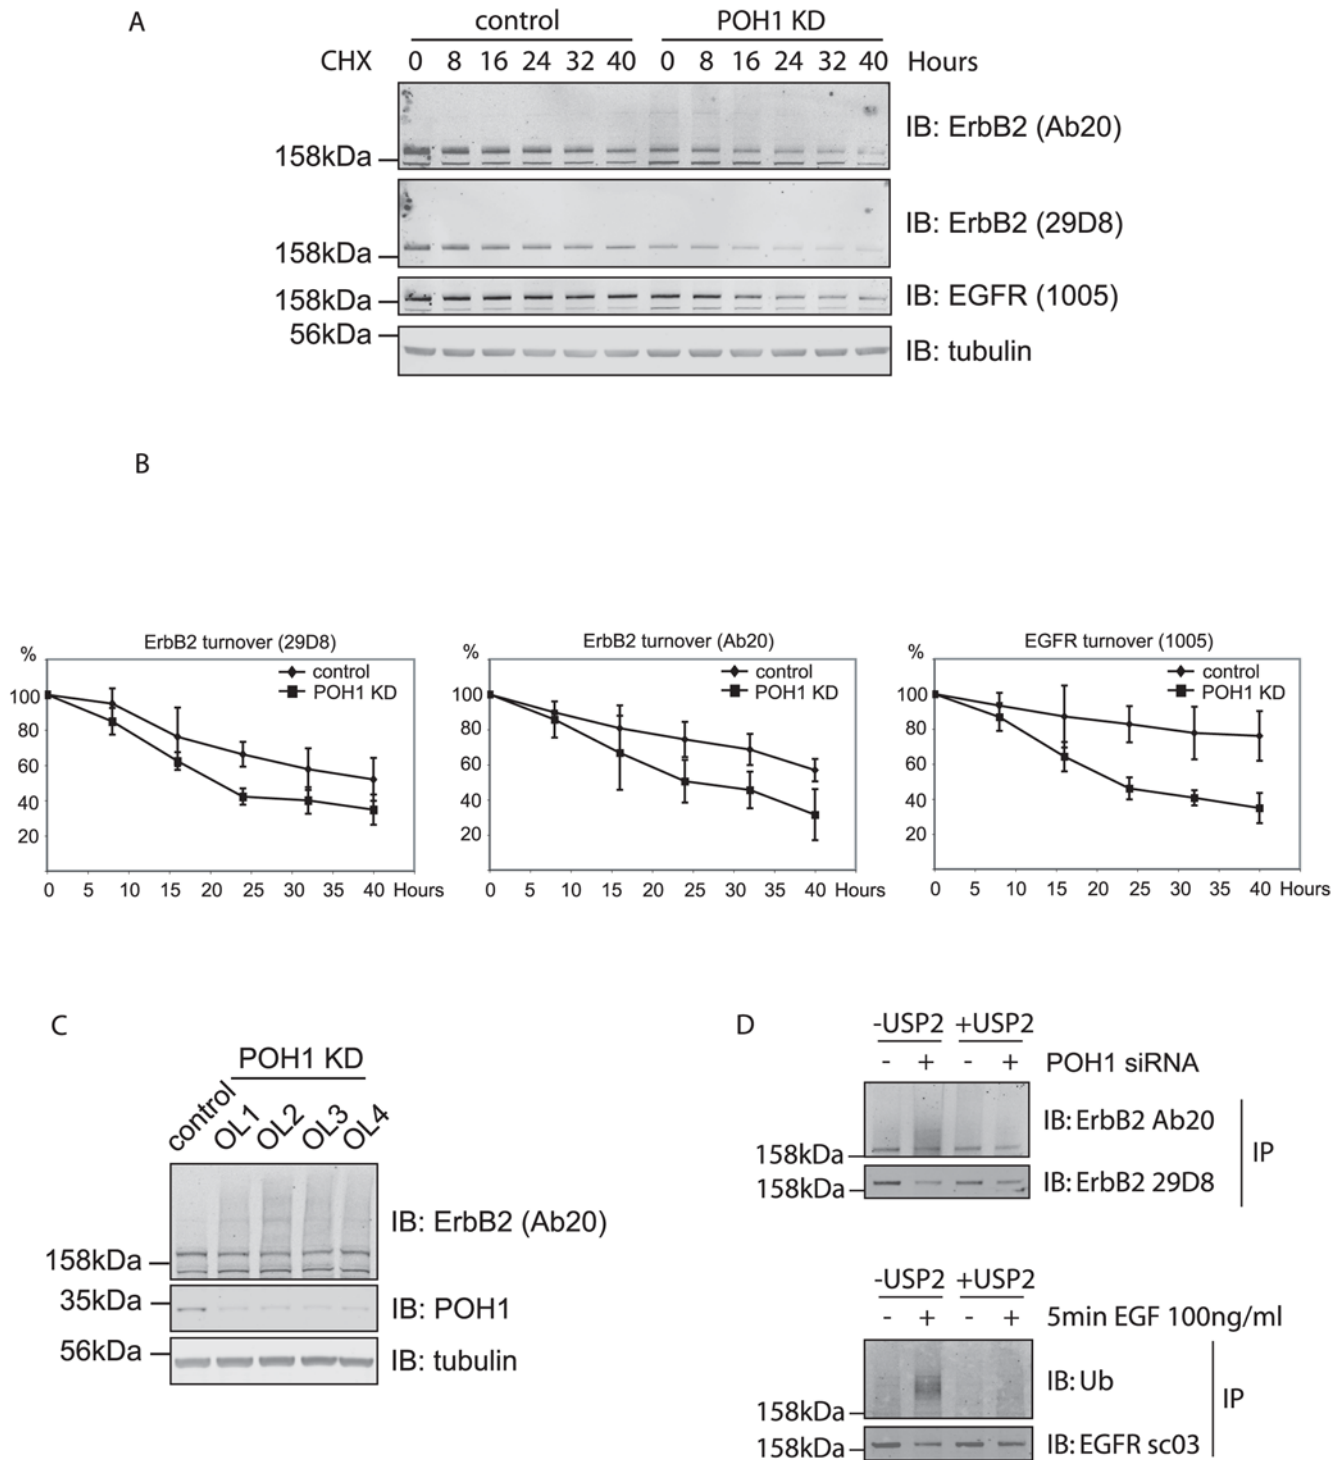 A
control POH1 KD
CHX 0 8 16 24 32 40 0 8 16 24 32 40 Hours
IB: ErbB2 (Ab20)
158kDa
IB: ErbB2 (29D8)
158kDa
158kDa IB: EGFR (1005)
56kDa
IB: tubulin
B
ErbB2 turnover (29D8)
%
control
POH1 KD
100
80
60
40
20
0 5 10 15 20 25 30 35 40 Hours
ErbB2 turnover (Ab20)
%
control
POH1 KD
100
80
60
40
20
0 5 10 15 20 25 30 35 40 Hours
EGFR turnover (1005)
%
control
POH1 KD
100
80
60
40
20
0 5 10 15 20 25 30 35 40 Hours
C
POH1 KD
control OL1 OL2 OL3 OL4
IB: ErbB2 (Ab20)
158kDa
35kDa IB: POH1
56kDa
IB: tubulin
D
-USP2 +USP2
- + - + POH1 siRNA
IB: ErbB2 Ab20
158kDa
IP
158kDa IB: ErbB2 29D8
-USP2 +USP2
- + - + 5min EGF 100ng/ml
IB: Ub
IP
158kDa
158kDa IB: EGFR sc03